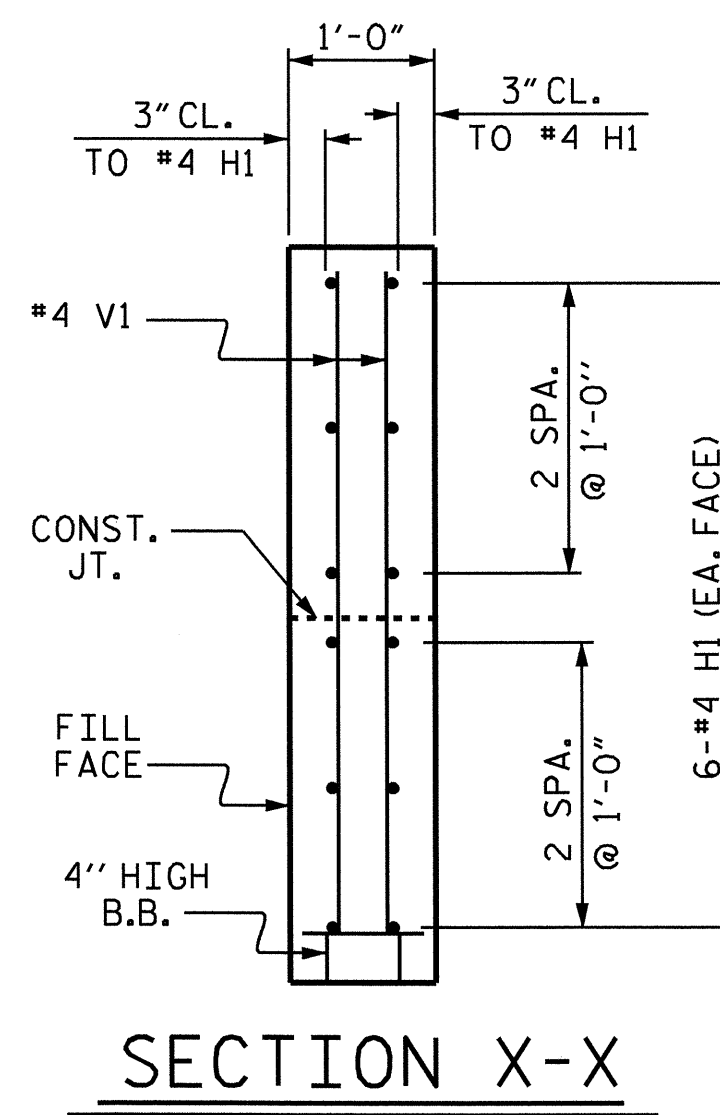 1'-0"
3" CL.
TO #4 H1
3" CL.
TO #4 H1
#4 V1
2 SPA.
@ 1'-0"
6-#4 H1 (EA. FACE)
CONST.
JT.
FILL
FACE
2 SPA.
@ 1'-0"
4" HIGH
B.B.
SECTION X-X